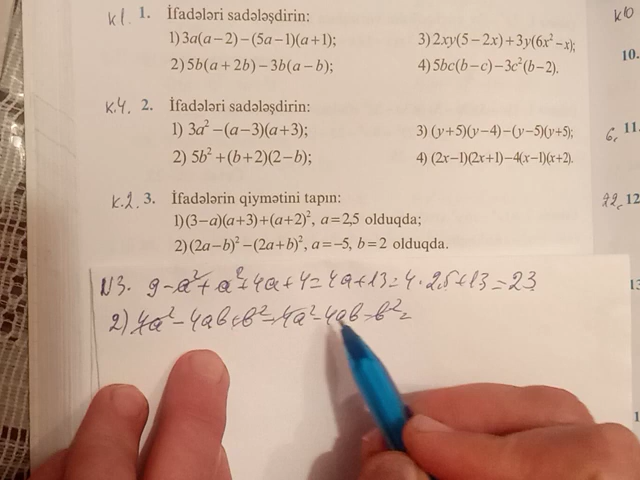 K1. 1. İfadələri sadələşdirin:
1) 3a(a−2)−(5a−1)(a+1);
3) 2xy(5−2x)+3y(6x²−x);
2) 5b(a+2b)−3b(a−b);
4) 5bc(b−c)−3c²(b−2).
K.4. 2. İfadələri sadələşdirin:
1) 3a²−(a−3)(a+3);
3) (y+5)(y−4)−(y−5)(y+5);
2) 5b²+(b+2)(2−b);
4) (2x−1)(2x+1)−4(x−1)(x+2).
K.2. 3. İfadələrin qiymətini tapın:
1) (3−a)(a+3)+(a+2)², a=2,5 olduqda;
2) (2a−b)²−(2a+b)², a=−5, b=2 olduqda.
N3. 9−a²+a²+4a+4=4a+13=4·2,5+13=23
2) 4a²−4ab+b²−4a²−4ab−b²=
K10
10.
6. 11.
22. 12